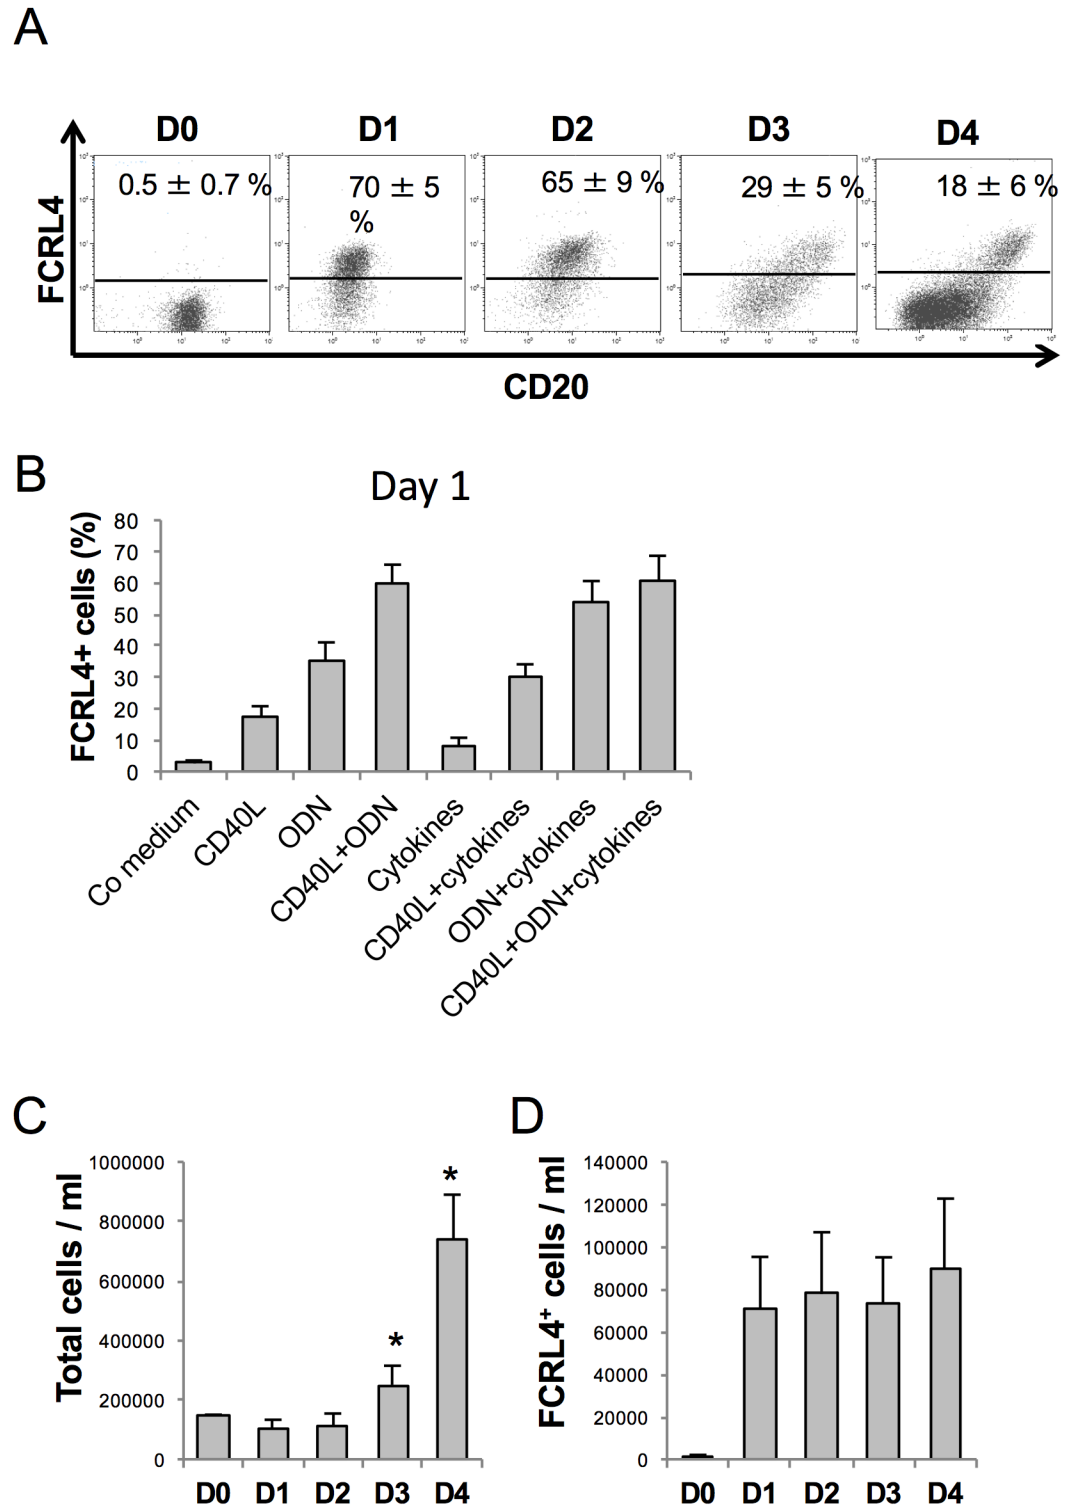 A
D0 D1 D2 D3 D4
0.5 ± 0.7 % 70 ± 5 65 ± 9 % 29 ± 5 % 18 ± 6 %
%
FCRL4
CD20
B
Day 1
FCRL4+ cells (%)
80
70
60
50
40
30
20
10
0
Co medium
CD40L
ODN
CD40L+ODN
Cytokines
CD40L+cytokines
ODN+cytokines
CD40L+ODN+cytokines
C
Total cells / ml
1000000
800000
600000
400000
200000
0
*
*
D0 D1 D2 D3 D4
D
FCRL4⁺ cells / ml
140000
120000
100000
80000
60000
40000
20000
0
D0 D1 D2 D3 D4